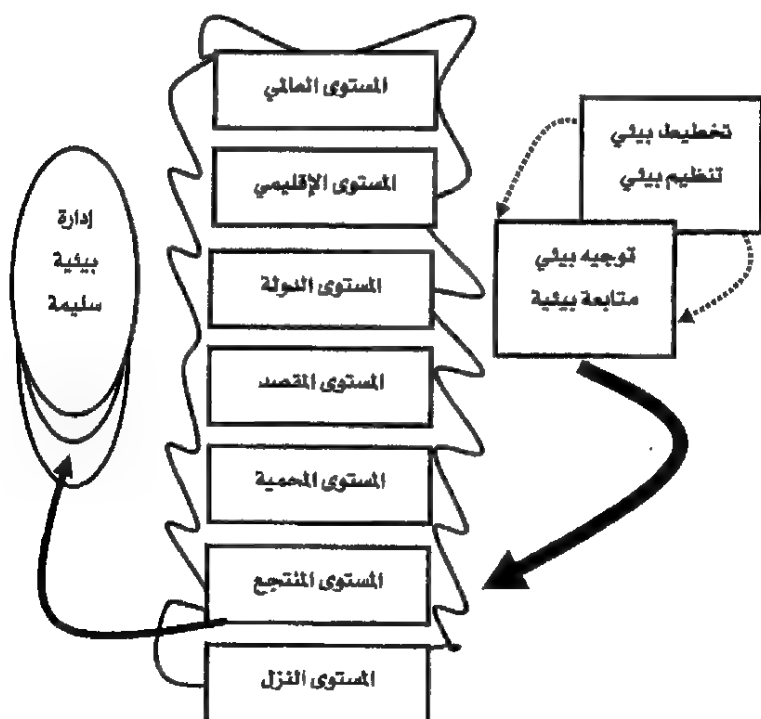 المستوى العالمي
المستوى الإقليمي
المستوى الدولة
المستوى المقصد
المستوى المحمية
المستوى المنتجع
المستوى النزل
تخطيط بيئي
تنظيم بيئي
توجيه بيئي
متابعة بيئية
إدارة
بيئية
سليمة